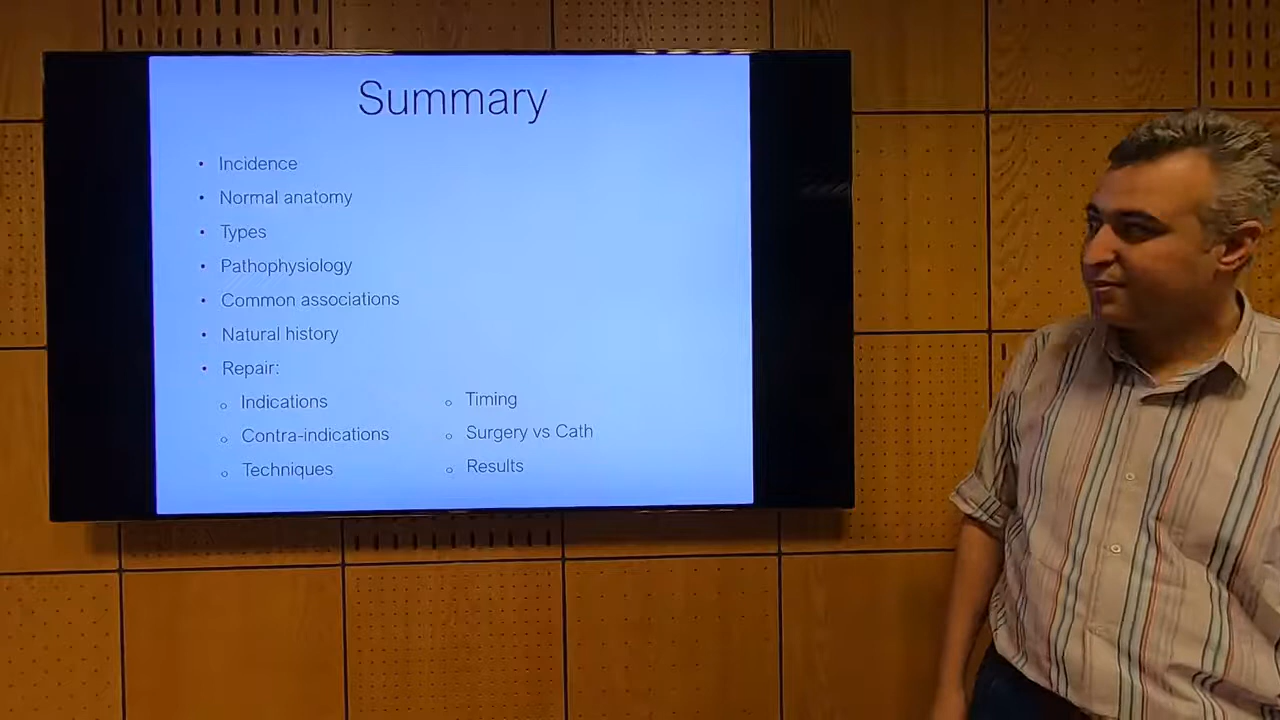 Summary
• Incidence
• Normal anatomy
• Types
• Pathophysiology
• Common associations
• Natural history
• Repair:
o Indications
o Contra-indications
o Techniques
o Timing
o Surgery vs Cath
o Results